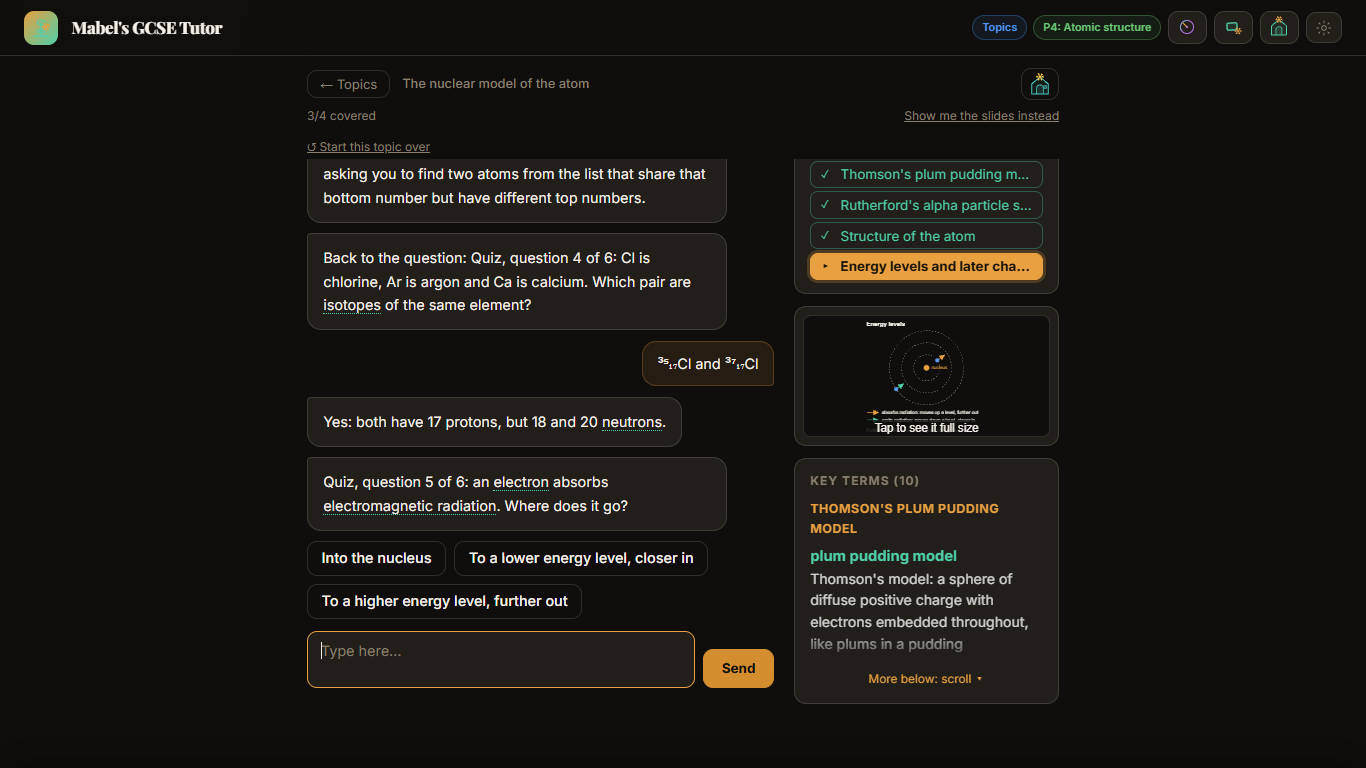 Mabel's GCSE Tutor
Topics
P4: Atomic structure
← Topics
The nuclear model of the atom
3/4 covered
Show me the slides instead
↺ Start this topic over
asking you to find two atoms from the list that share that
bottom number but have different top numbers.
Back to the question: Quiz, question 4 of 6: Cl is
chlorine, Ar is argon and Ca is calcium. Which pair are
isotopes of the same element?
³⁵₁₇Cl and ³⁷₁₇Cl
Yes: both have 17 protons, but 18 and 20 neutrons.
Quiz, question 5 of 6: an electron absorbs
electromagnetic radiation. Where does it go?
Into the nucleus
To a lower energy level, closer in
To a higher energy level, further out
Type here...
Send
✓ Thomson's plum pudding m...
✓ Rutherford's alpha particle s...
✓ Structure of the atom
▸ Energy levels and later cha...
Energy levels
nucleus
absorbs radiation: moves up a level, further out
Tap to see it full size
KEY TERMS (10)
THOMSON'S PLUM PUDDING
MODEL
plum pudding model
Thomson's model: a sphere of
diffuse positive charge with
electrons embedded throughout,
like plums in a pudding
More below: scroll ▾